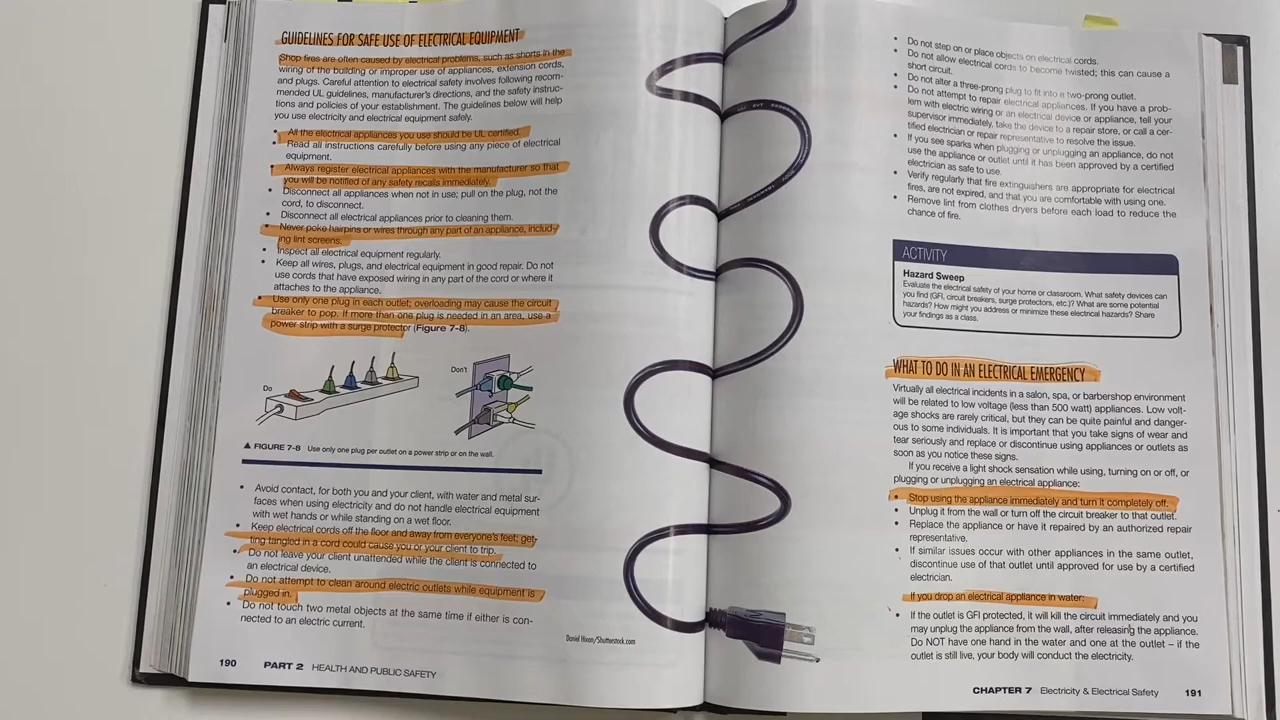 GUIDELINES FOR SAFE USE OF ELECTRICAL EQUIPMENT
Shop fires are often caused by electrical problems, such as shorts in the
wiring of the building or improper use of appliances, extension cords,
and plugs. Careful attention to electrical safety involves following recom-
mended UL guidelines, manufacturer's directions, and the safety instruc-
tions and policies of your establishment. The guidelines below will help
you use electricity and electrical equipment safely.
• All the electrical appliances you use should be UL certified.
• Read all instructions carefully before using any piece of electrical
equipment.
• Always register electrical appliances with the manufacturer so that
you will be notified of any safety recalls immediately.
• Disconnect all appliances when not in use; pull on the plug, not the
cord, to disconnect.
• Disconnect all electrical appliances prior to cleaning them.
• Never poke hairpins or wires through any part of an appliance, includ-
ing lint screens.
• Inspect all electrical equipment regularly.
• Keep all wires, plugs, and electrical equipment in good repair. Do not
use cords that have exposed wiring in any part of the cord or where it
attaches to the appliance.
• Use only one plug in each outlet; overloading may cause the circuit
breaker to pop. If more than one plug is needed in an area, use a
power strip with a surge protector (Figure 7-8).
Do
Don't
▲ FIGURE 7-8 Use only one plug per outlet on a power strip or on the wall.
• Avoid contact, for both you and your client, with water and metal sur-
faces when using electricity and do not handle electrical equipment
with wet hands or while standing on a wet floor.
• Keep electrical cords off the floor and away from everyone's feet; get-
ting tangled in a cord could cause you or your client to trip.
• Do not leave your client unattended while the client is connected to
an electrical device.
• Do not attempt to clean around electric outlets while equipment is
plugged in.
• Do not touch two metal objects at the same time if either is con-
nected to an electric current.
Daniel Hixon/Shutterstock.com
190 PART 2 HEALTH AND PUBLIC SAFETY
• Do not step on or place objects on electrical cords.
• Do not allow electrical cords to become twisted; this can cause a
short circuit.
• Do not alter a three-prong plug to fit into a two-prong outlet.
• Do not attempt to repair electrical appliances. If you have a prob-
lem with electric wiring or an electrical device or appliance, tell your
supervisor immediately, take the device to a repair store, or call a cer-
tified electrician or repair representative to resolve the issue.
• If you see sparks when plugging or unplugging an appliance, do not
use the appliance or outlet until it has been approved by a certified
electrician as safe to use.
• Verify regularly that fire extinguishers are appropriate for electrical
fires, are not expired, and that you are comfortable with using one.
• Remove lint from clothes dryers before each load to reduce the
chance of fire.
ACTIVITY
Hazard Sweep
Evaluate the electrical safety of your home or classroom. What safety devices can
you find (GFI, circuit breakers, surge protectors, etc.)? What are some potential
hazards? How might you address or minimize these electrical hazards? Share
your findings as a class.
WHAT TO DO IN AN ELECTRICAL EMERGENCY
Virtually all electrical incidents in a salon, spa, or barbershop environment
will be related to low voltage (less than 500 watt) appliances. Low volt-
age shocks are rarely critical, but they can be quite painful and danger-
ous to some individuals. It is important that you take signs of wear and
tear seriously and replace or discontinue using appliances or outlets as
soon as you notice these signs.
If you receive a light shock sensation while using, turning on or off, or
plugging or unplugging an electrical appliance:
• Stop using the appliance immediately and turn it completely off.
• Unplug it from the wall or turn off the circuit breaker to that outlet.
• Replace the appliance or have it repaired by an authorized repair
representative.
• If similar issues occur with other appliances in the same outlet,
discontinue use of that outlet until approved for use by a certified
electrician.
If you drop an electrical appliance in water:
• If the outlet is GFI protected, it will kill the circuit immediately and you
may unplug the appliance from the wall, after releasing the appliance.
Do NOT have one hand in the water and one at the outlet – if the
outlet is still live, your body will conduct the electricity.
CHAPTER 7 Electricity & Electrical Safety 191